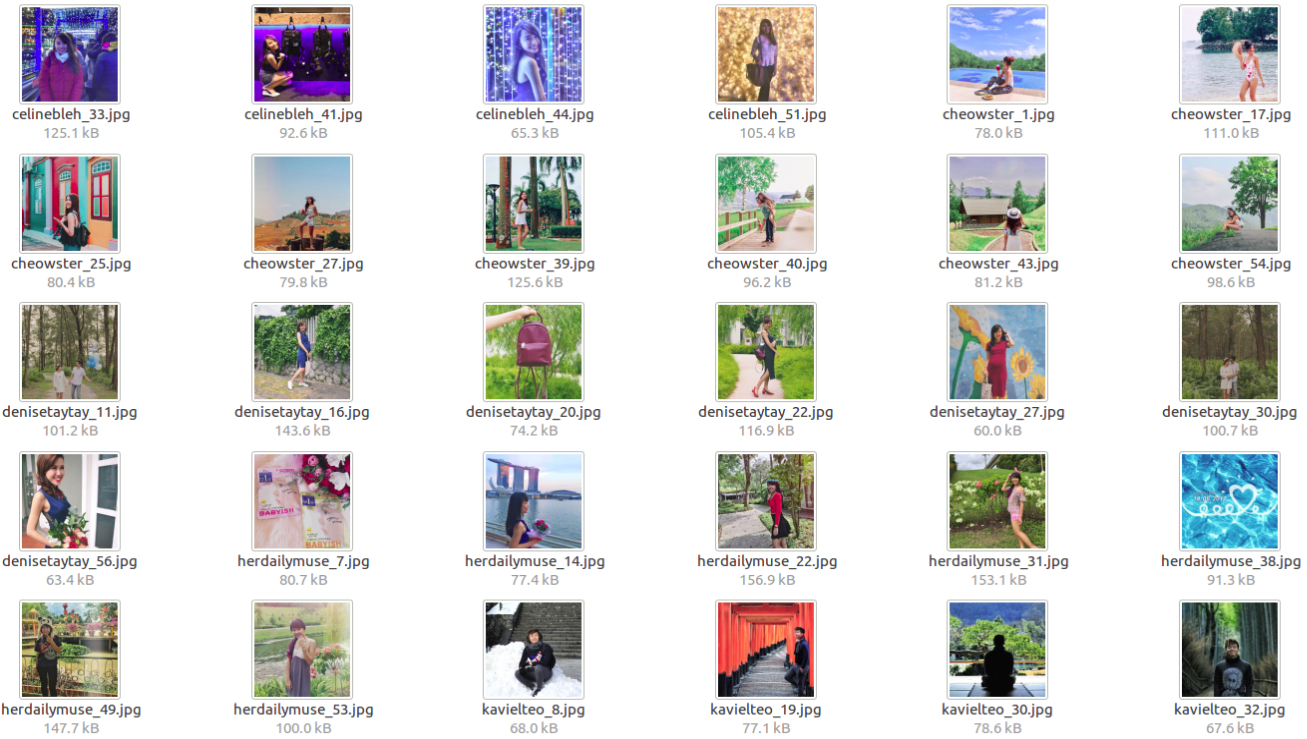 celinebleh_33.jpg celinebleh_41.jpg celinebleh_44.jpg celinebleh_51.jpg cheowster_1.jpg cheowster_17.jpg
125.1 kB 92.6 kB 65.3 kB 105.4 kB 78.0 kB 111.0 kB
cheowster_25.jpg cheowster_27.jpg cheowster_39.jpg cheowster_40.jpg cheowster_43.jpg cheowster_54.jpg
80.4 kB 79.8 kB 125.6 kB 96.2 kB 81.2 kB 98.6 kB
denisetaytay_11.jpg denisetaytay_16.jpg denisetaytay_20.jpg denisetaytay_22.jpg denisetaytay_27.jpg denisetaytay_30.jpg
101.2 kB 143.6 kB 74.2 kB 116.9 kB 60.0 kB 100.7 kB
BABYISH
BABYISH
denisetaytay_56.jpg herdailymuse_7.jpg herdailymuse_14.jpg herdailymuse_22.jpg herdailymuse_31.jpg herdailymuse_38.jpg
63.4 kB 80.7 kB 77.4 kB 156.9 kB 153.1 kB 91.3 kB
herdailymuse_49.jpg herdailymuse_53.jpg kavielteo_8.jpg kavielteo_19.jpg kavielteo_30.jpg kavielteo_32.jpg
147.7 kB 100.0 kB 68.0 kB 77.1 kB 78.6 kB 67.6 kB